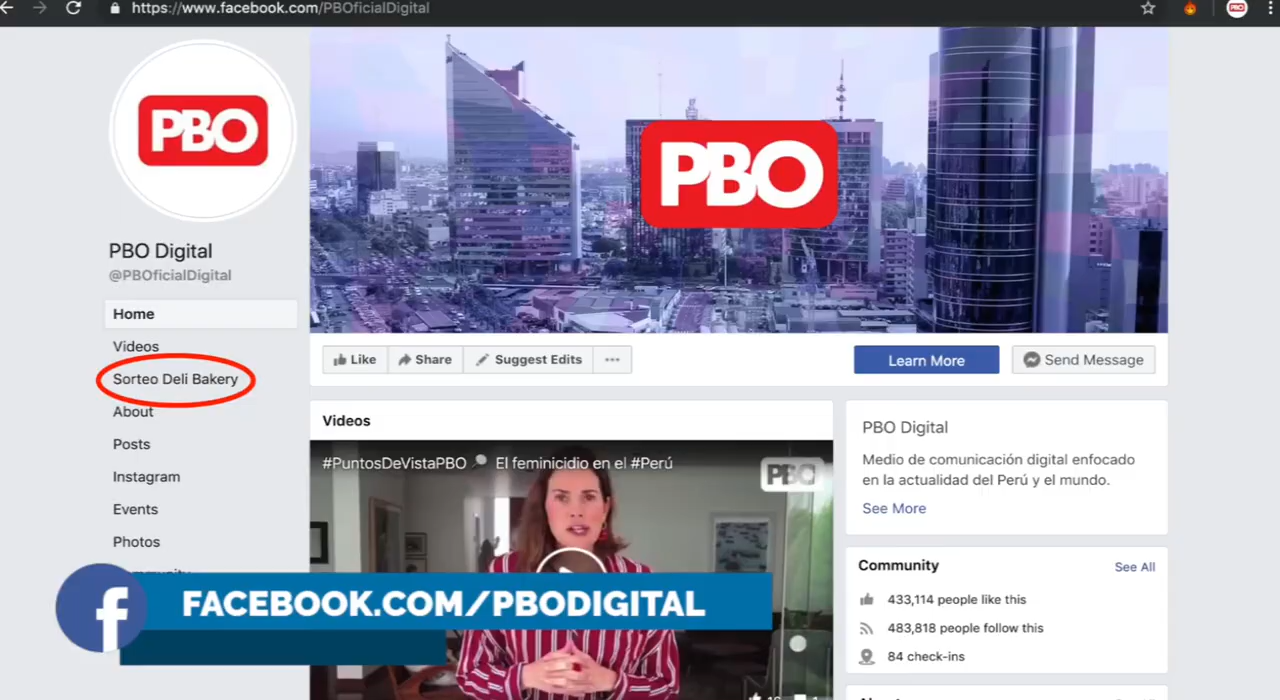 https://www.facebook.com/PBOficialDigital
PBO
PBO
PBO
PBO Digital
@PBOficialDigital
Home
Videos
Sorteo Deli Bakery
About
Posts
Instagram
Events
Photos
Community
Like
Share
Suggest Edits
Learn More
Send Message
Videos
#PuntosDeVistaPBO El feminicidio en el #Perú
PBO
PBO Digital
Medio de comunicación digital enfocado
en la actualidad del Perú y el mundo.
See More
Community
See All
433,114 people like this
483,818 people follow this
84 check-ins
f
FACEBOOK.COM/PBODIGITAL